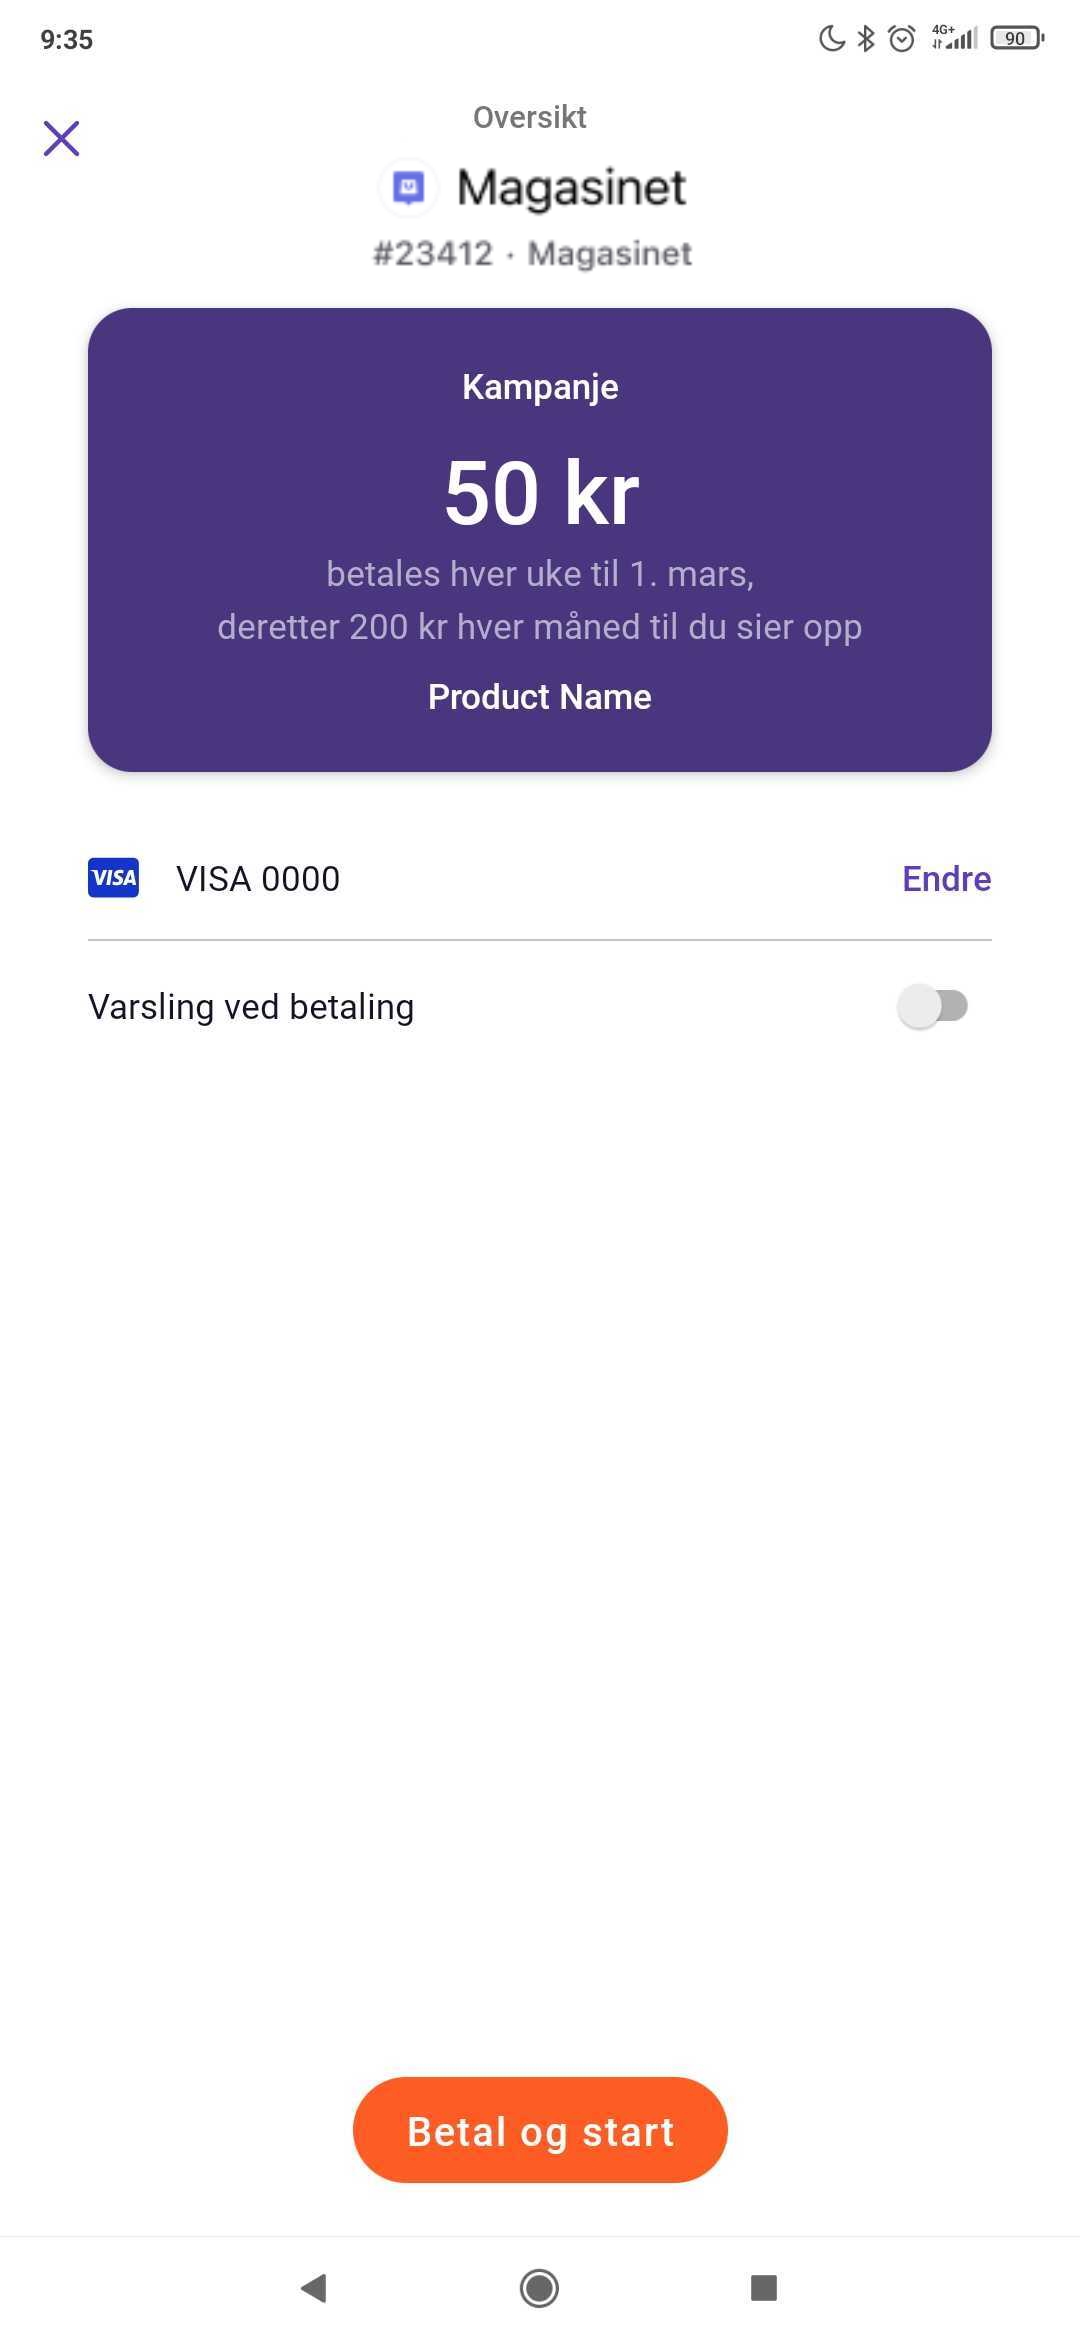 9:35
4G+
90
Oversikt
Magasinet
#23412 · Magasinet
Kampanje
50 kr
betales hver uke til 1. mars,
deretter 200 kr hver måned til du sier opp
Product Name
VISA VISA 0000 Endre
Varsling ved betaling
Betal og start